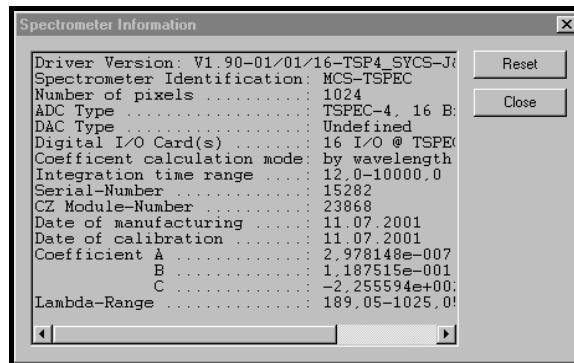 Spectrometer Information
Driver Version: V1.90-01/01/16-TSP4_SYCS-J&
Spectrometer Identification: MCS-TSPEC
Number of pixels ..........: 1024
ADC Type ..................: TSPEC-4, 16 B
DAC Type ..................: Undefined
Digital I/O Card(s) .......: 16 I/O @ TSPE
Coefficent calculation mode: by wavelength
Integration time range ....: 12,0-10000,0
Serial-Number .............: 15282
CZ Module-Number ..........: 23868
Date of manufacturing .....: 11.07.2001
Date of calibration .......: 11.07.2001
Coefficient A .............: 2,978148e-007
B .............: 1,187515e-001
C .............: -2,255594e+00
Lambda-Range ..............: 189,05-1025,0
Reset
Close